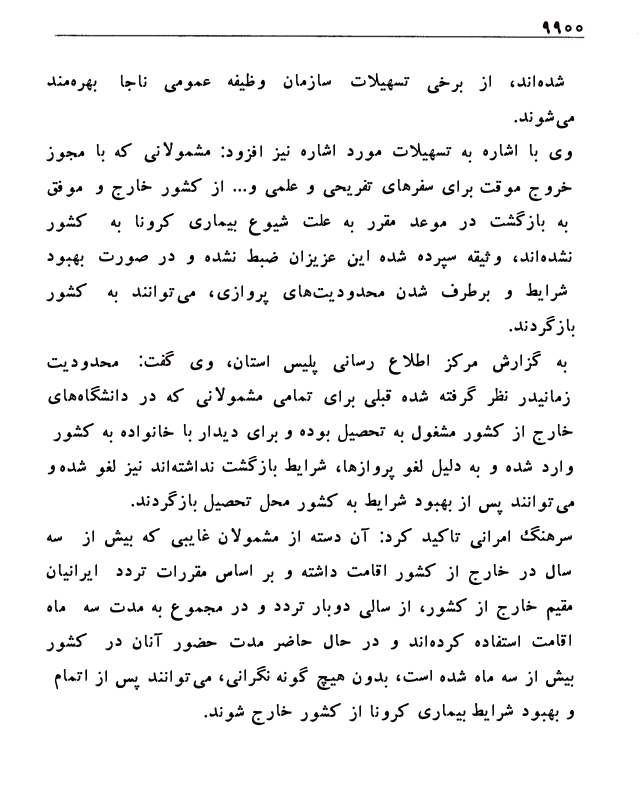 ۹۹۰۰
شده‌اند، از برخی تسهیلات سازمان وظیفه عمومی ناجا بهره‌مند
می‌شوند.
وی با اشاره به تسهیلات مورد اشاره نیز افزود: مشمولانی که با مجوز
خروج موقت برای سفرهای تفریحی و علمی و... از کشور خارج و موفق
به بازگشت در موعد مقرر به علت شیوع بیماری کرونا به کشور
نشده‌اند، وثیقه سپرده شده این عزیزان ضبط نشده و در صورت بهبود
شرایط و برطرف شدن محدودیت‌های پروازی، می‌توانند به کشور
بازگردند.
به گزارش مرکز اطلاع رسانی پلیس استان، وی گفت: محدودیت
زمانیدر نظر گرفته شده قبلی برای تمامی مشمولانی که در دانشگاه‌های
خارج از کشور مشغول به تحصیل بوده و برای دیدار با خانواده به کشور
وارد شده و به دلیل لغو پروازها، شرایط بازگشت نداشته‌اند نیز لغو شده و
می‌توانند پس از بهبود شرایط به کشور محل تحصیل بازگردند.
سرهنگ امرانی تاکید کرد: آن دسته از مشمولان غایبی که بیش از سه
سال در خارج از کشور اقامت داشته و بر اساس مقررات تردد ایرانیان
مقیم خارج از کشور، از سالی دوبار تردد و در مجموع به مدت سه ماه
اقامت استفاده کرده‌اند و در حال حاضر مدت حضور آنان در کشور
بیش از سه ماه شده است، بدون هیچ گونه نگرانی، می‌توانند پس از اتمام
و بهبود شرایط بیماری کرونا از کشور خارج شوند.